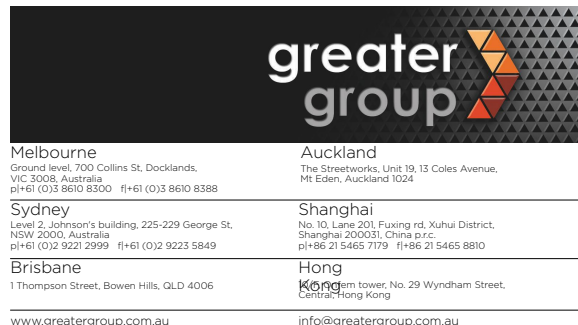 greater
group
Melbourne
Ground level, 700 Collins St, Docklands,
VIC 3008, Australia
p|+61 (0)3 8610 8300 f|+61 (0)3 8610 8388
Auckland
The Streetworks, Unit 19, 13 Coles Avenue,
Mt Eden, Auckland 1024
Sydney
Level 2, Johnson's building, 225-229 George St,
NSW 2000, Australia
p|+61 (0)2 9221 2999 f|+61 (0)2 9223 5849
Shanghai
No. 10, Lane 201, Fuxing rd, Xuhui District,
Shanghai 200031, China p.r.c.
p|+86 21 5465 7179 f|+86 21 5465 8810
Brisbane
1 Thompson Street, Bowen Hills, QLD 4006
Hong
Kong
tower, No. 29 Wyndham Street,
Central, Hong Kong
www.greatergroup.com.au
info@greatergroup.com.au